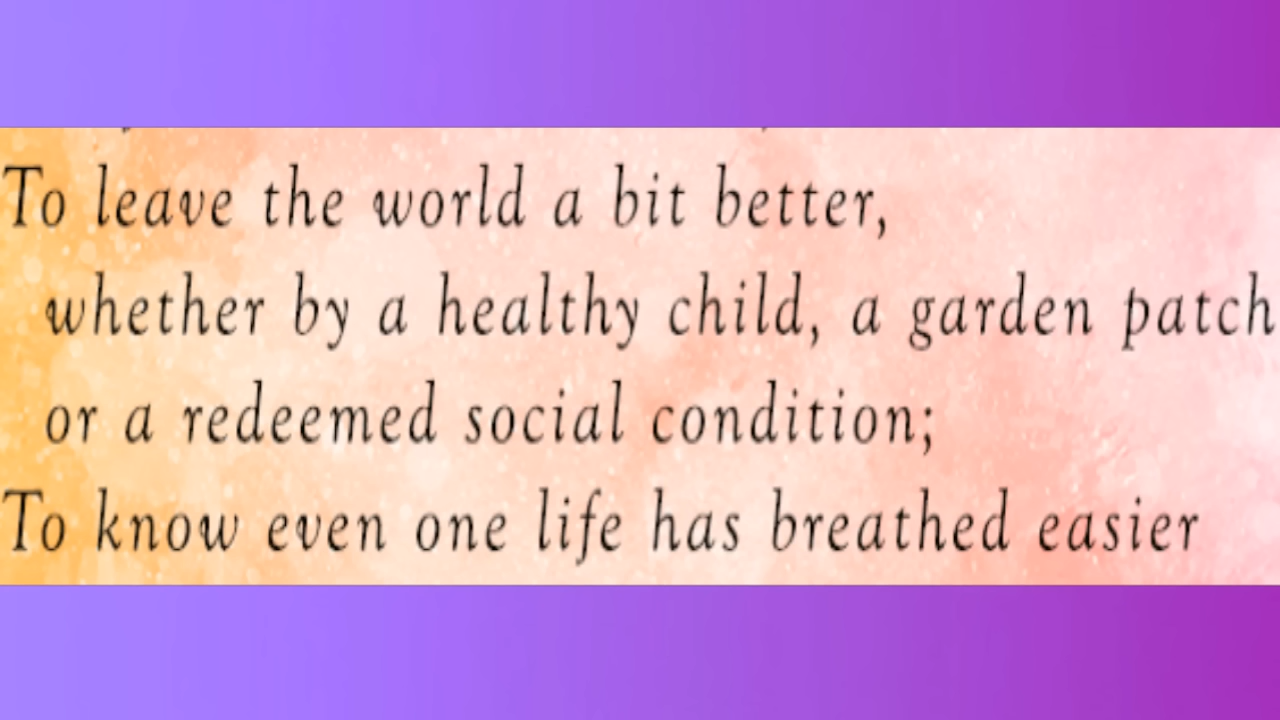 To leave the world a bit better,
whether by a healthy child, a garden patch
or a redeemed social condition;
To know even one life has breathed easier